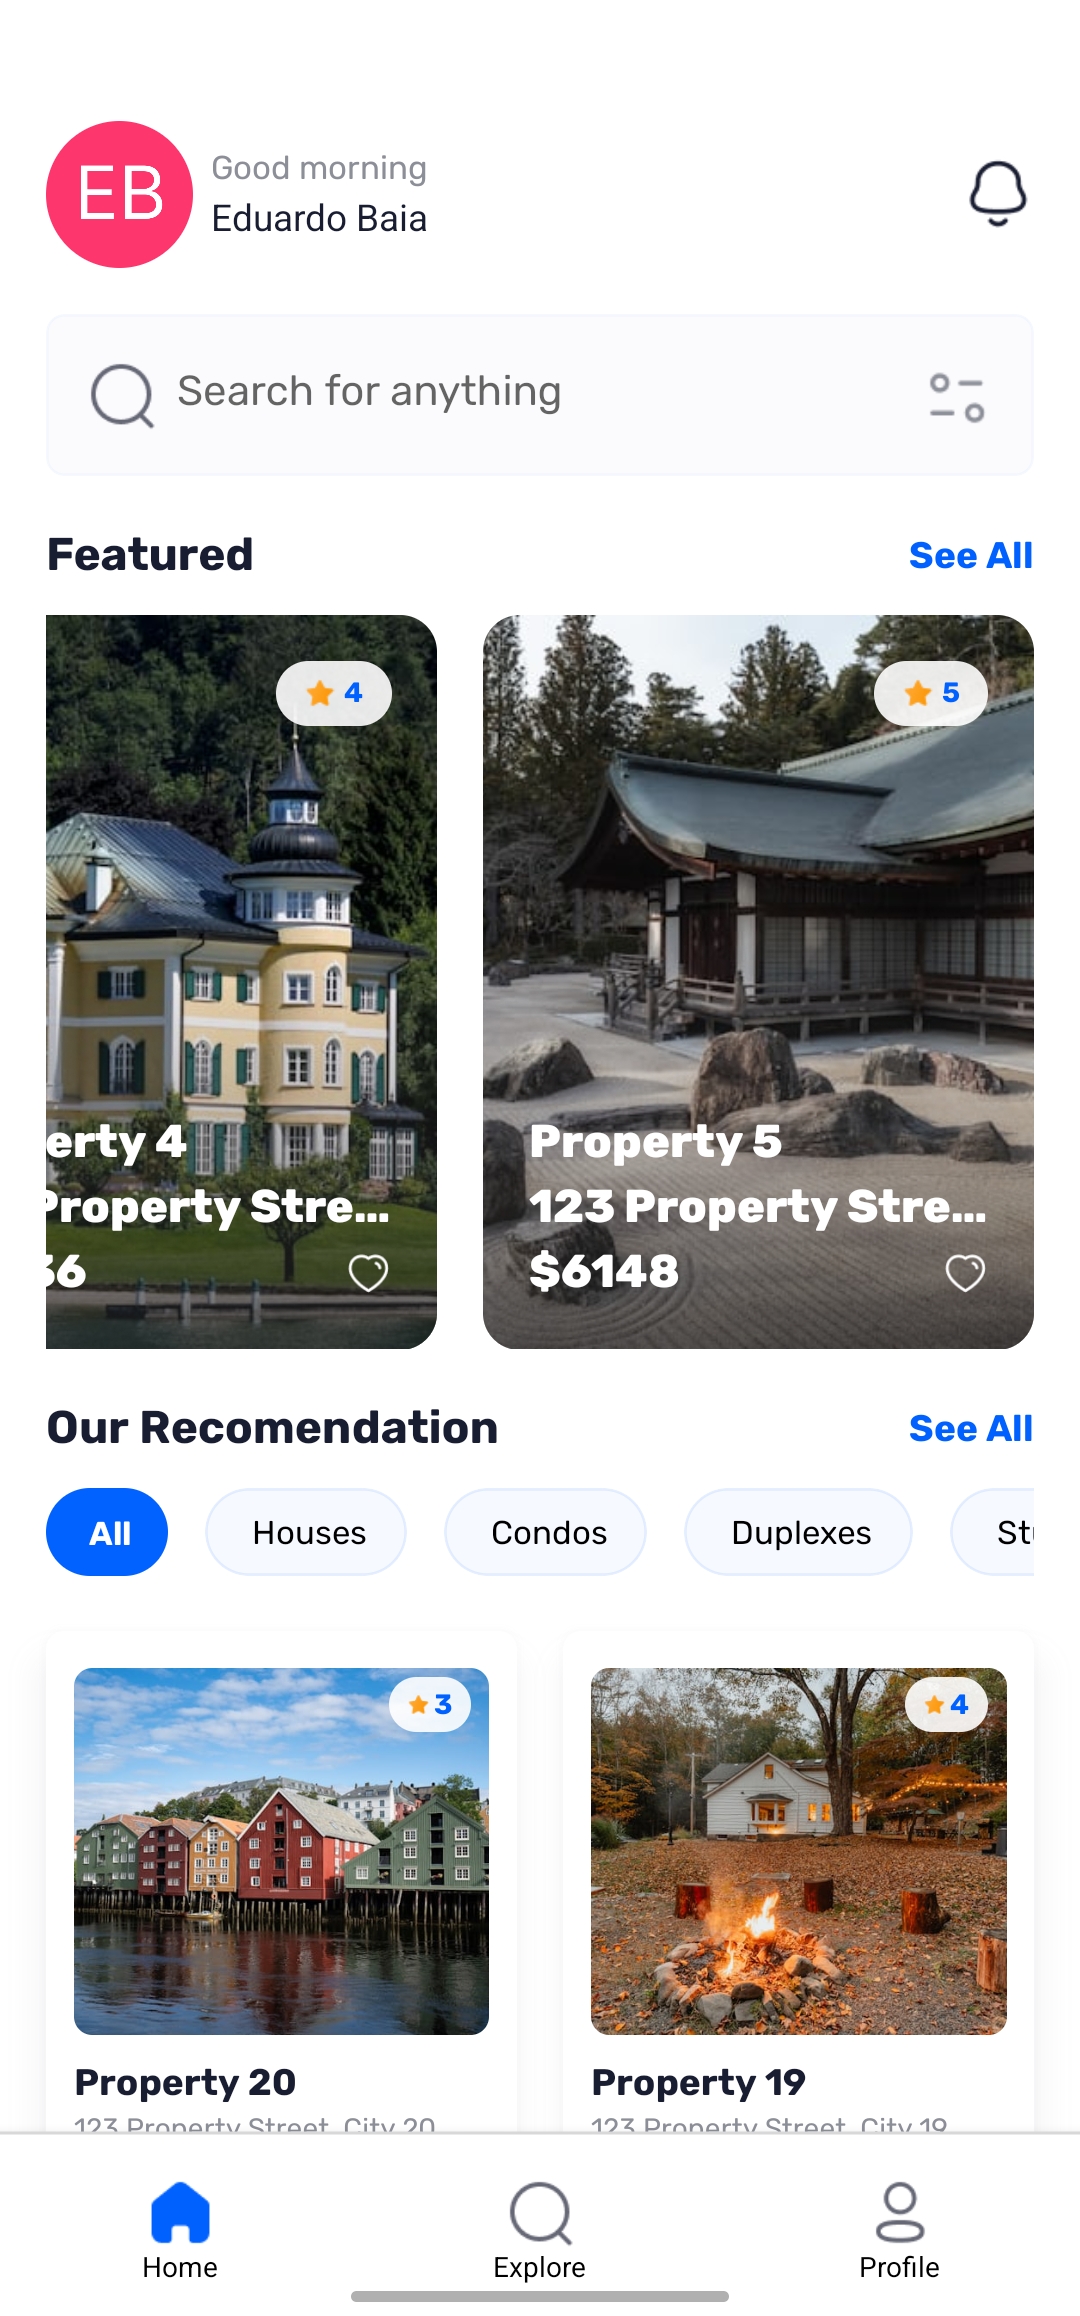 EB
Good morning
Eduardo Baia
Search for anything
Featured
See All
4
erty 4
Property Stre...
5
Property 5
123 Property Stre...
$6148
Our Recomendation
See All
All
Houses
Condos
Duplexes
3
Property 20
123 Property Street, City 20
4
Property 19
123 Property Street, City 19
Home
Explore
Profile